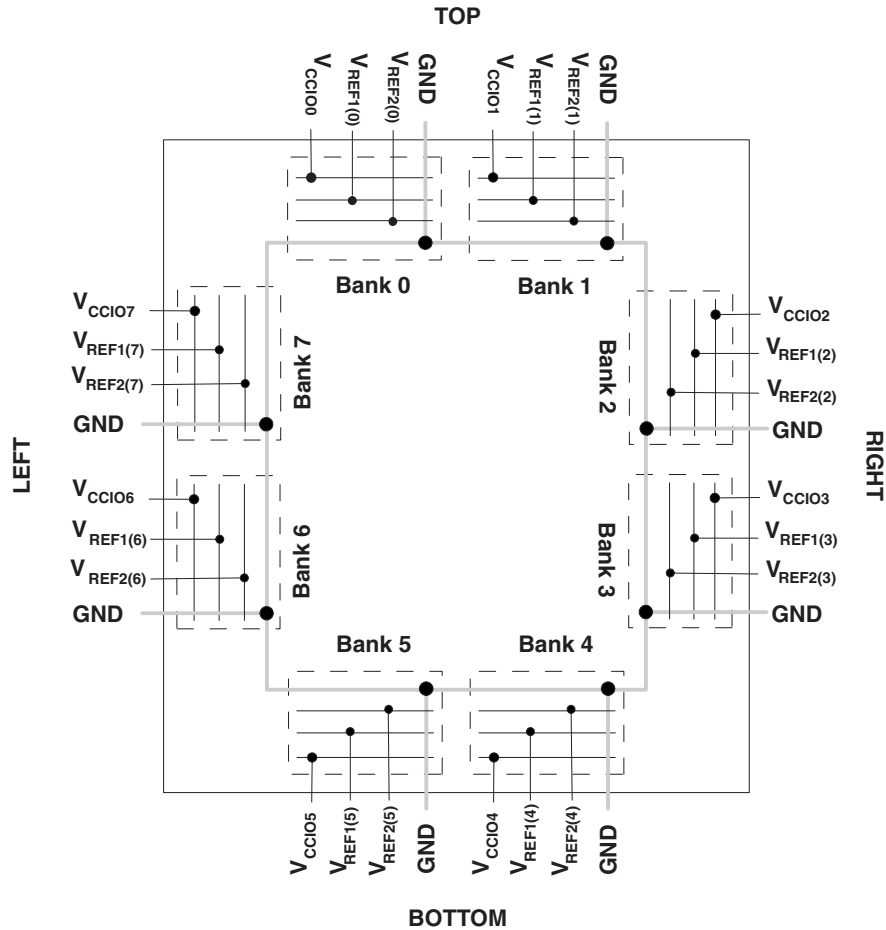 TOP
VCCIO0
VREF1(0)
VREF2(0)
GND
VCCIO1
VREF1(1)
VREF2(1)
GND
Bank 0
Bank 1
VCCIO7
VREF1(7)
VREF2(7)
GND
Bank 7
Bank 2
VCCIO2
VREF1(2)
VREF2(2)
GND
LEFT
RIGHT
VCCIO6
VREF1(6)
VREF2(6)
GND
Bank 6
Bank 3
VCCIO3
VREF1(3)
VREF2(3)
GND
Bank 5
Bank 4
VCCIO5
VREF1(5)
VREF2(5)
GND
VCCIO4
VREF1(4)
VREF2(4)
GND
BOTTOM